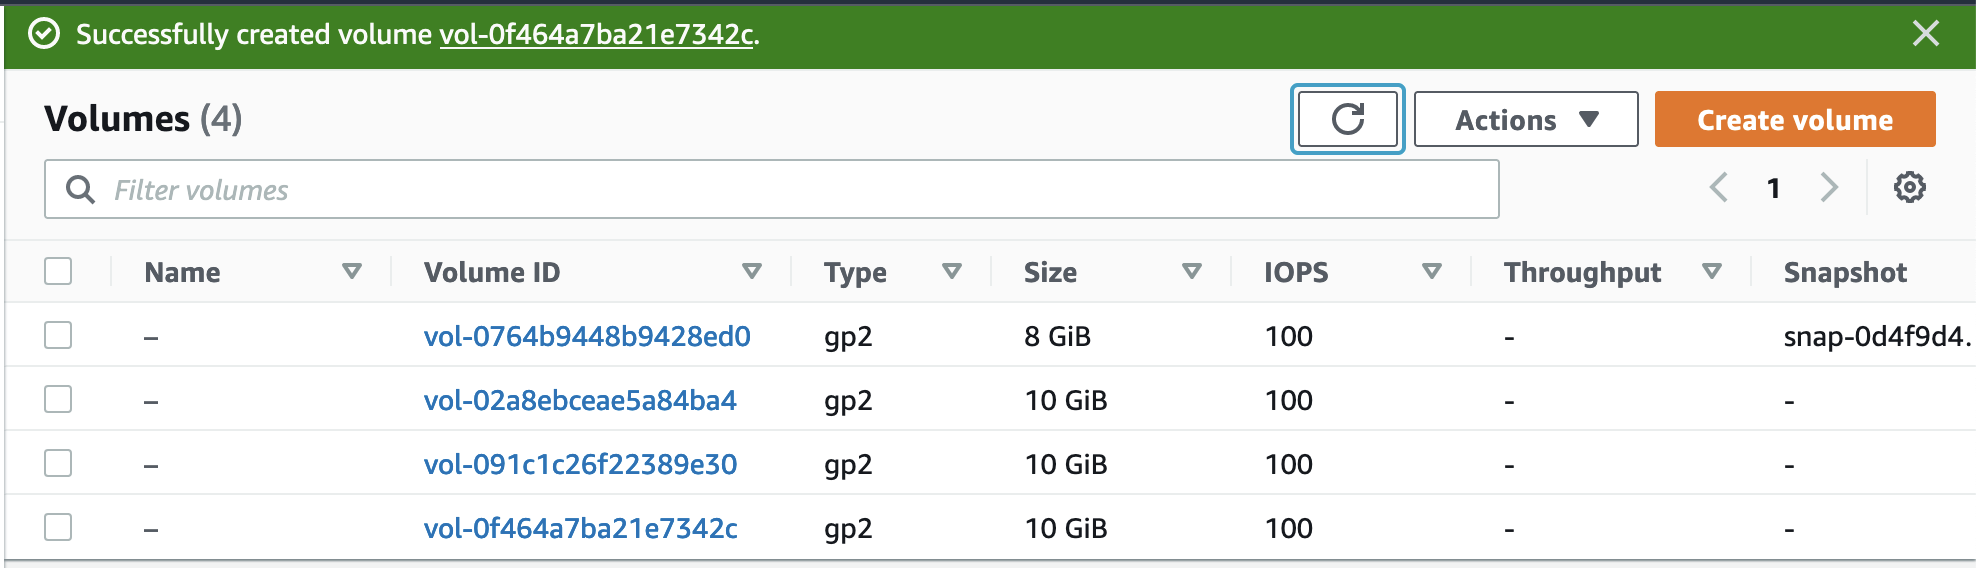 Successfully created volume vol-0f464a7ba21e7342c.
Volumes (4)
Actions
Create volume
Filter volumes
1
Name Volume ID Type Size IOPS Throughput Snapshot
– vol-0764b9448b9428ed0 gp2 8 GiB 100 - snap-0d4f9d4.
– vol-02a8ebceae5a84ba4 gp2 10 GiB 100 - -
– vol-091c1c26f22389e30 gp2 10 GiB 100 - -
– vol-0f464a7ba21e7342c gp2 10 GiB 100 - -